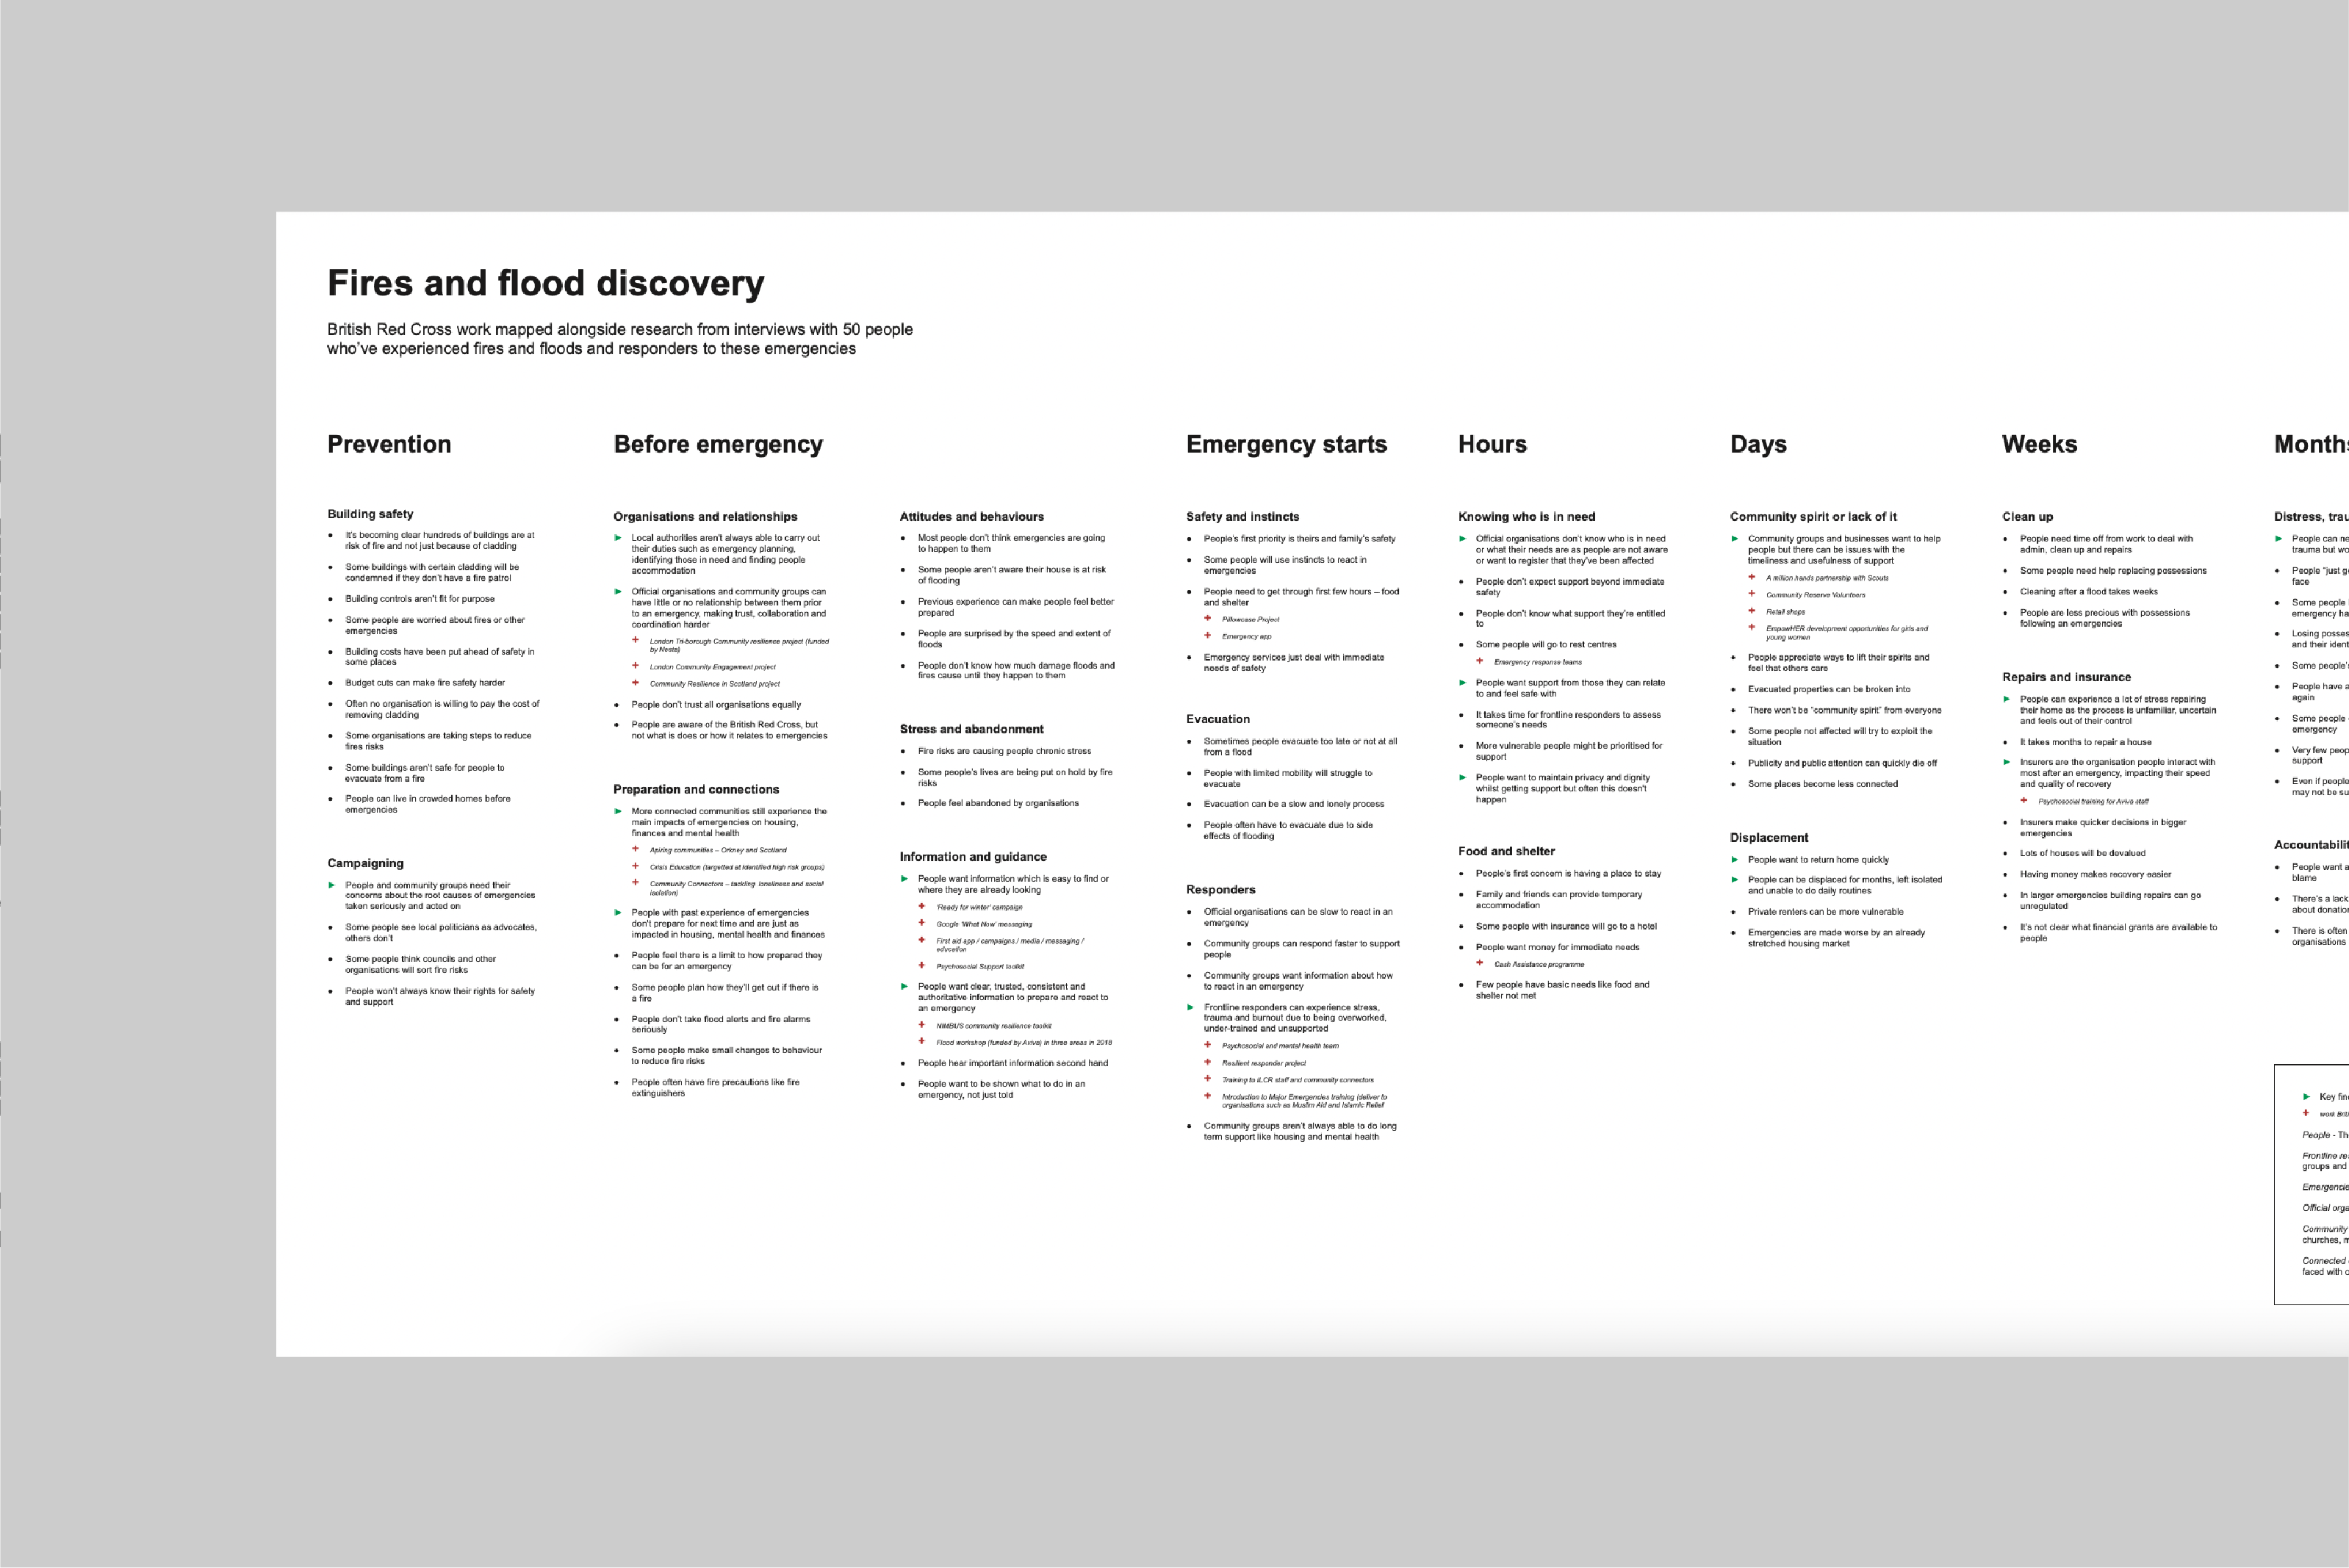 Fires and flood discovery
British Red Cross work mapped alongside research from interviews with 50 people
who've experienced fires and floods and responders to these emergencies
Prevention
Building safety
It's becoming clear hundreds of buildings are at
risk of fire and not just because of cladding
Some buildings with certain cladding will be
condemned if they don't have a fire patrol
Building controls aren't fit for purpose
Some people are worried about fires or other
emergencies
Building costs have been put ahead of safety in
some places
Budget cuts can make fire safety harder
Often no organisation is willing to pay the cost of
removing cladding
Some organisations are taking steps to reduce
fires risks
Some buildings aren't safe for people to
evacuate from a fire
People can live in crowded homes before
emergencies
Campaigning
People and community groups need their
concerns about the root causes of emergencies
taken seriously and acted on
Some people see local politicians as advocates,
others don't
Some people think councils and other
organisations will sort fire risks
People won't always know their rights for safety
and support
Before emergency
Organisations and relationships
Local authorities aren't always able to carry out
their duties such as emergency planning,
identifying those in need and finding people
accommodation
Official organisations and community groups can
have little or no relationship between them prior
to an emergency, making trust, collaboration and
coordination harder
London Tri-borough Community resilience project (funded
by Nesta)
London Community Engagement project
Community Resilience in Scotland project
People don't trust all organisations equally
People are aware of the British Red Cross, but
not what is does or how it relates to emergencies
Preparation and connections
More connected communities still experience the
main impacts of emergencies on housing,
finances and mental health
Apiring communities – Orkney and Scotland
Crisis Education (targetted at identified high risk groups)
Community Connectors – tackling loneliness and social
isolation)
People with past experience of emergencies
don't prepare for next time and are just as
impacted in housing, mental health and finances
People feel there is a limit to how prepared they
can be for an emergency
Some people plan how they'll get out if there is
a fire
People don't take flood alerts and fire alarms
seriously
Some people make small changes to behaviour
to reduce fire risks
People often have fire precautions like fire
extinguishers
Attitudes and behaviours
Most people don't think emergencies are going
to happen to them
Some people aren't aware their house is at risk
of flooding
Previous experience can make people feel better
prepared
People are surprised by the speed and extent of
floods
People don't know how much damage floods and
fires cause until they happen to them
Stress and abandonment
Fire risks are causing people chronic stress
Some people's lives are being put on hold by fire
risks
People feel abandoned by organisations
Information and guidance
People want information which is easy to find or
where they are already looking
'Ready for winter' campaign
Google 'What Now' messaging
First aid app / campaigns / media / messaging /
education
Psychosocial Support toolkit
People want clear, trusted, consistent and
authoritative information to prepare and react to
an emergency
NIMBUS community resilience toolkit
Flood workshop (funded by Aviva) in three areas in 2018
People hear important information second hand
People want to be shown what to do in an
emergency, not just told
Emergency starts
Safety and instincts
People's first priority is theirs and family's safety
Some people will use instincts to react in
emergencies
People need to get through first few hours – food
and shelter
Pillowcase Project
Emergency app
Emergency services just deal with immediate
needs of safety
Evacuation
Sometimes people evacuate too late or not at all
from a flood
People with limited mobility will struggle to
evacuate
Evacuation can be a slow and lonely process
People often have to evacuate due to side
effects of flooding
Responders
Official organisations can be slow to react in an
emergency
Community groups can respond faster to support
people
Community groups want information about how
to react in an emergency
Frontline responders can experience stress,
trauma and burnout due to being overworked,
under-trained and unsupported
Psychosocial and mental health team
Resilient responder project
Training to ILCR staff and community connectors
Introduction to Major Emergencies training (deliver to
organisations such as Muslim Aid and Islamic Relief
Community groups aren't always able to do long
term support like housing and mental health
Hours
Knowing who is in need
Official organisations don't know who is in need
or what their needs are as people are not aware
or want to register that they've been affected
People don't expect support beyond immediate
safety
People don't know what support they're entitled
to
Some people will go to rest centres
Emergency response teams
People want support from those they can relate
to and feel safe with
It takes time for frontline responders to assess
someone's needs
More vulnerable people might be prioritised for
support
People want to maintain privacy and dignity
whilst getting support but often this doesn't
happen
Food and shelter
People's first concern is having a place to stay
Family and friends can provide temporary
accommodation
Some people with insurance will go to a hotel
People want money for immediate needs
Cash Assistance programme
Few people have basic needs like food and
shelter not met
Days
Community spirit or lack of it
Community groups and businesses want to help
people but there can be issues with the
timeliness and usefulness of support
A million hands partnership with Scouts
Community Reserve Volunteers
Retail shops
EmpowHER development opportunities for girls and
young women
People appreciate ways to lift their spirits and
feel that others care
Evacuated properties can be broken into
There won't be "community spirit" from everyone
Some people not affected will try to exploit the
situation
Publicity and public attention can quickly die off
Some places become less connected
Displacement
People want to return home quickly
People can be displaced for months, left isolated
and unable to do daily routines
Private renters can be more vulnerable
Emergencies are made worse by an already
stretched housing market
Weeks
Clean up
People need time off from work to deal with
admin, clean up and repairs
Some people need help replacing possessions
Cleaning after a flood takes weeks
People are less precious with possessions
following an emergencies
Repairs and insurance
People can experience a lot of stress repairing
their home as the process is unfamiliar, uncertain
and feels out of their control
It takes months to repair a house
Insurers are the organisation people interact with
most after an emergency, impacting their speed
and quality of recovery
Psychosocial training for Aviva staff
Insurers make quicker decisions in bigger
emergencies
Lots of houses will be devalued
Having money makes recovery easier
In larger emergencies building repairs can go
unregulated
It's not clear what financial grants are available to
people
Months
Distress, trau
People can ne
trauma but wo
People "just g
face
Some people
emergency ha
Losing posses
and their ident
Some people'
People have a
again
Some people
emergency
Very few peop
support
Even if people
may not be su
Accountabilit
People want a
blame
There's a lack
about donation
There is often
organisations
Key fin
work Brit
People - Th
Frontline re
groups and
Emergencie
Official orga
Community
churches, m
Connected
faced with o